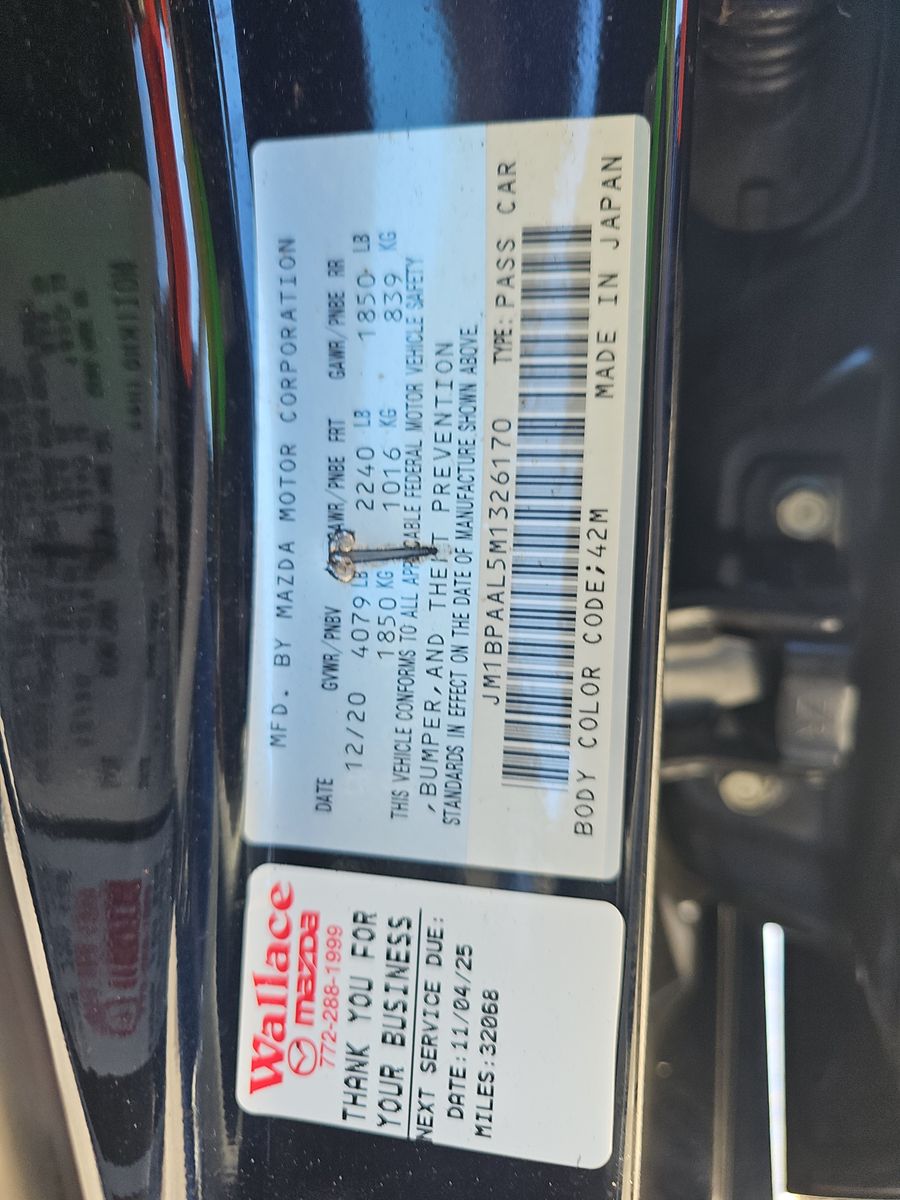 MFD. BY MAZDA MOTOR CORPORATION
DATE GVWR/PNBV GAWR/PNBE FRT GAWR/PNBE RR
12/20 4079 LB 2240 LB 1850 LB
1850 KG 1016 KG 839 KG
THIS VEHICLE CONFORMS TO ALL APPLICABLE FEDERAL MOTOR VEHICLE SAFETY
,BUMPER,AND THEFT PREVENTION
STANDARDS IN EFFECT ON THE DATE OF MANUFACTURE SHOWN ABOVE.
JM1BPAAL5M1326170 TYPE:PASS CAR
BODY COLOR CODE;42M MADE IN JAPAN
Wallace
mazda
772-288-1999
THANK YOU FOR
YOUR BUSINESS
NEXT SERVICE DUE:
DATE:11/04/25
MILES:32068